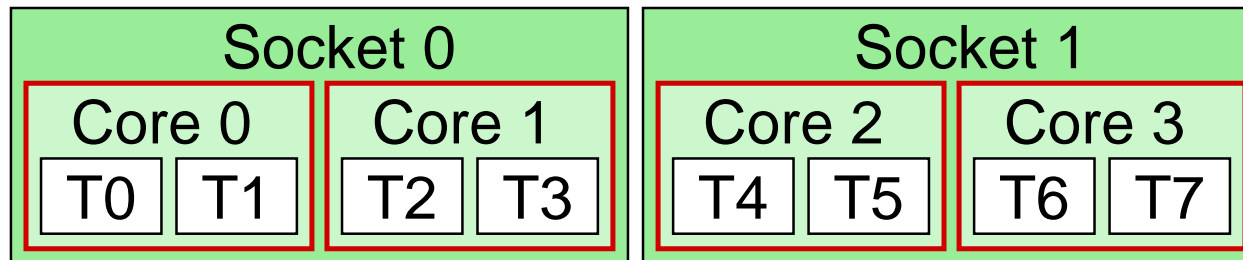 Socket 0
Socket 1
Core 0
Core 1
Core 2
Core 3
T0 T1 T2 T3 T4 T5 T6 T7